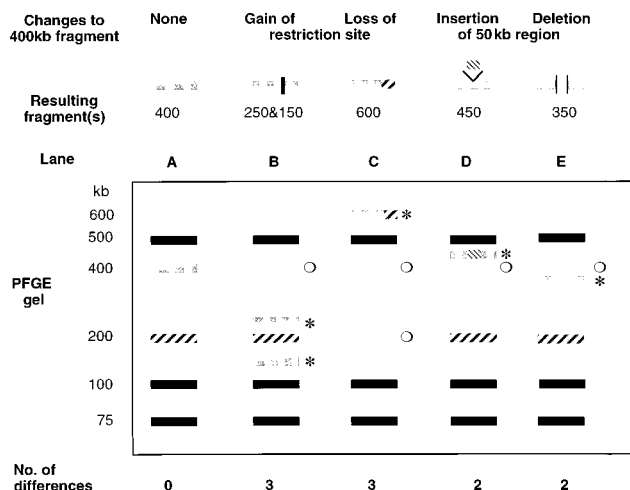 Changes to None Gain of Loss of Insertion Deletion
400kb fragment restriction site of 50kb region
Resulting
fragment(s) 400 250&150 600 450 350
Lane A B C D E
kb
600 *
500
400 *
PFGE *
gel
*
200
*
100
75
No. of
differences 0 3 3 2 2